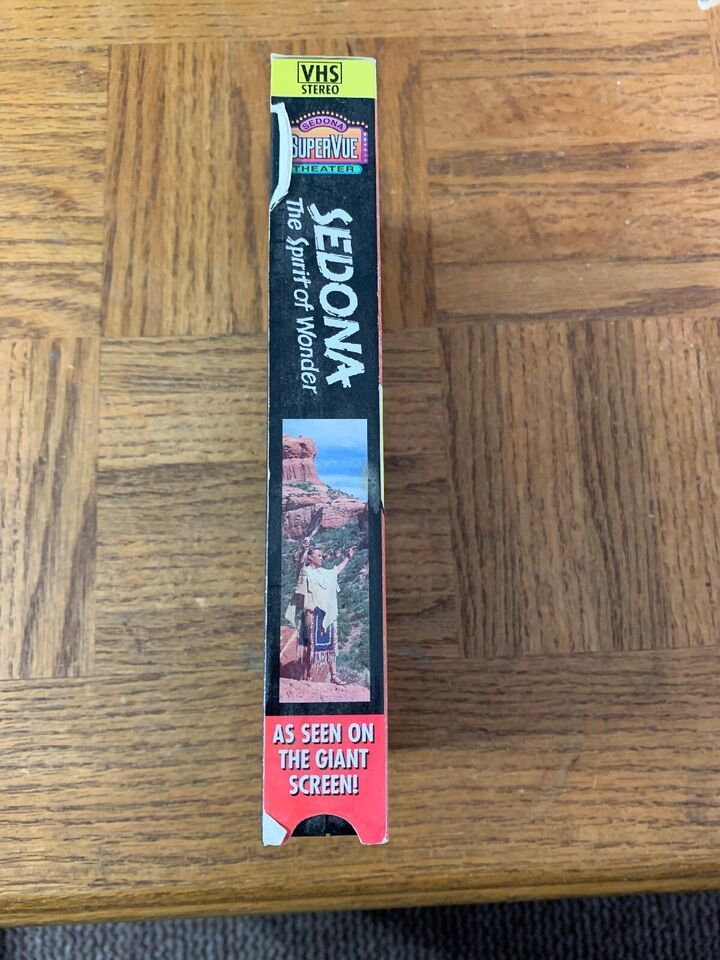 VHS
STEREO
SEDONA
SUPERVUE
THEATER
SEDONA
The Spirit of Wonder
AS SEEN ON
THE GIANT
SCREEN!